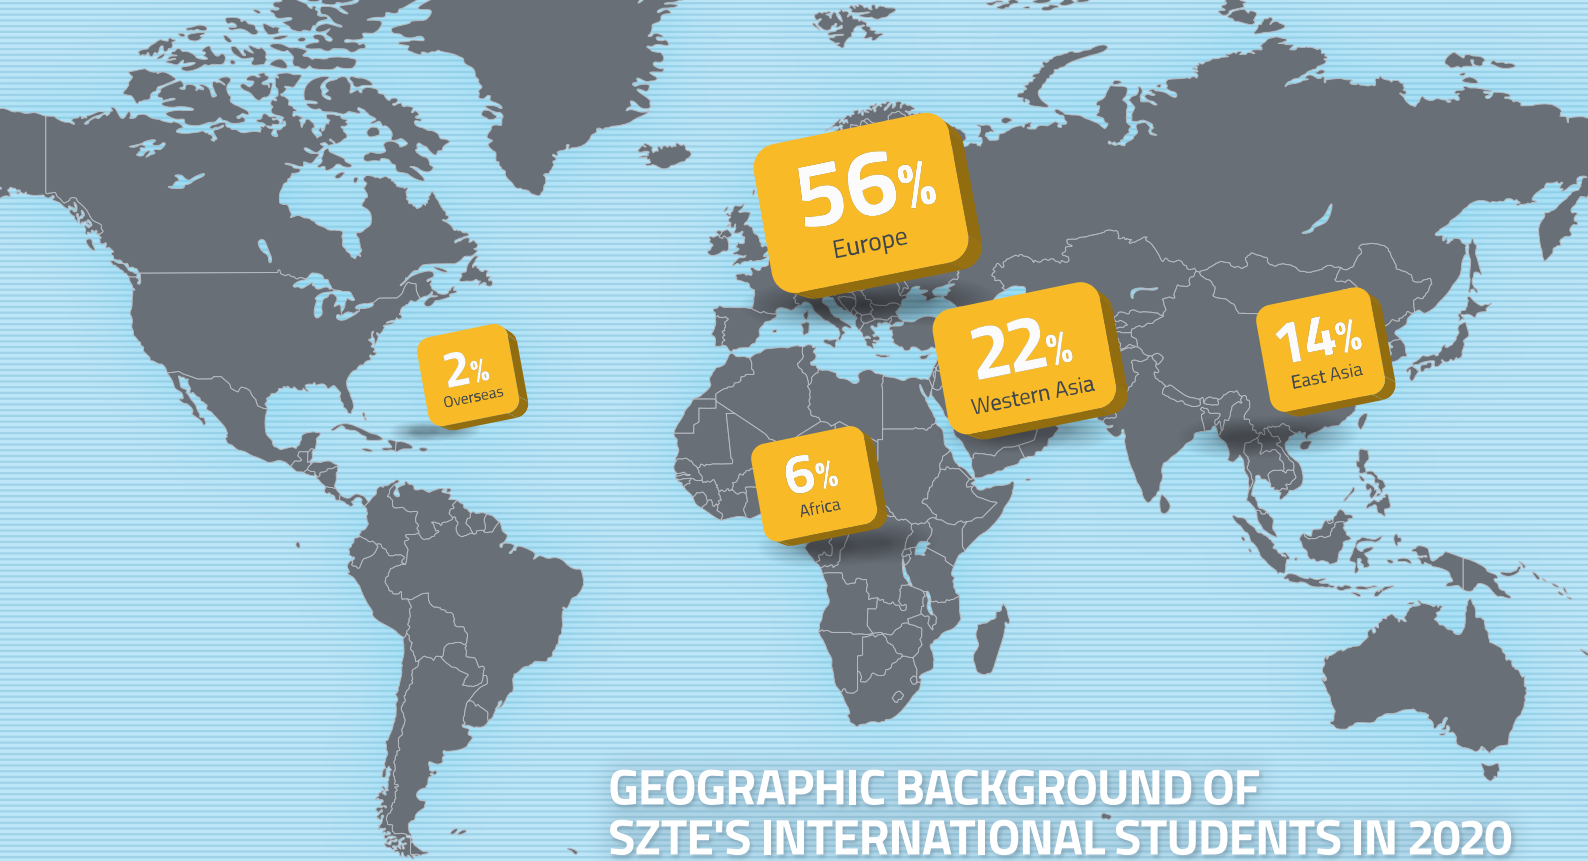 56%
Europe
22%
Western Asia
14%
East Asia
2%
Overseas
6%
Africa
GEOGRAPHIC BACKGROUND OF
SZTE'S INTERNATIONAL STUDENTS IN 2020